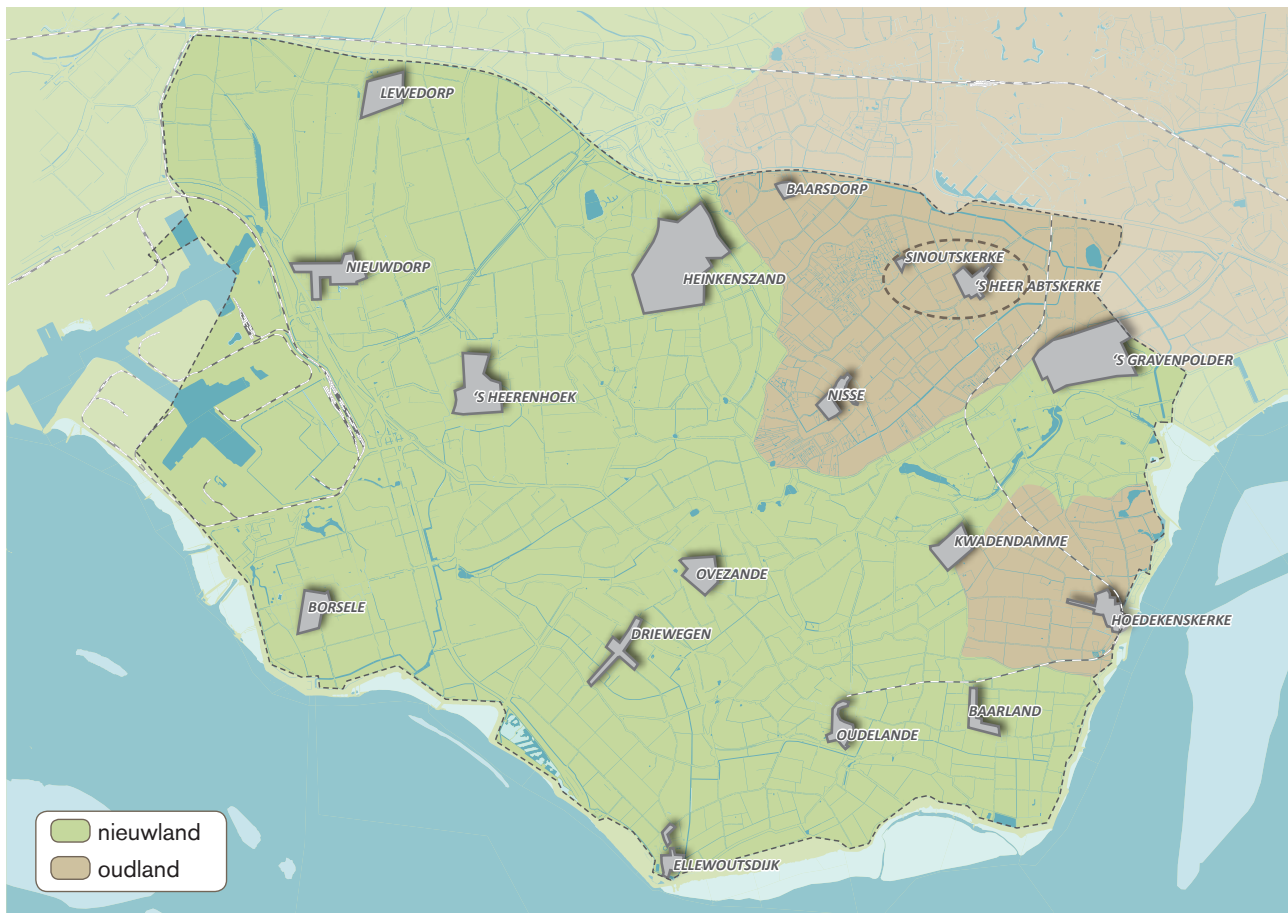 LEWEDORP
BAARSDORP
SINOUTSKERKE
NIEUWDORP
HEINKENSZAND
'S HEER ABTSKERKE
'S GRAVENPOLDER
'S HEERENHOEK
NISSE
KWADENDAMME
OVEZANDE
BORSELE
HOEDEKENSKERKE
DRIEWEGEN
BAARLAND
OUDELANDE
ELLEWOUTSDIJK
nieuwland
oudland